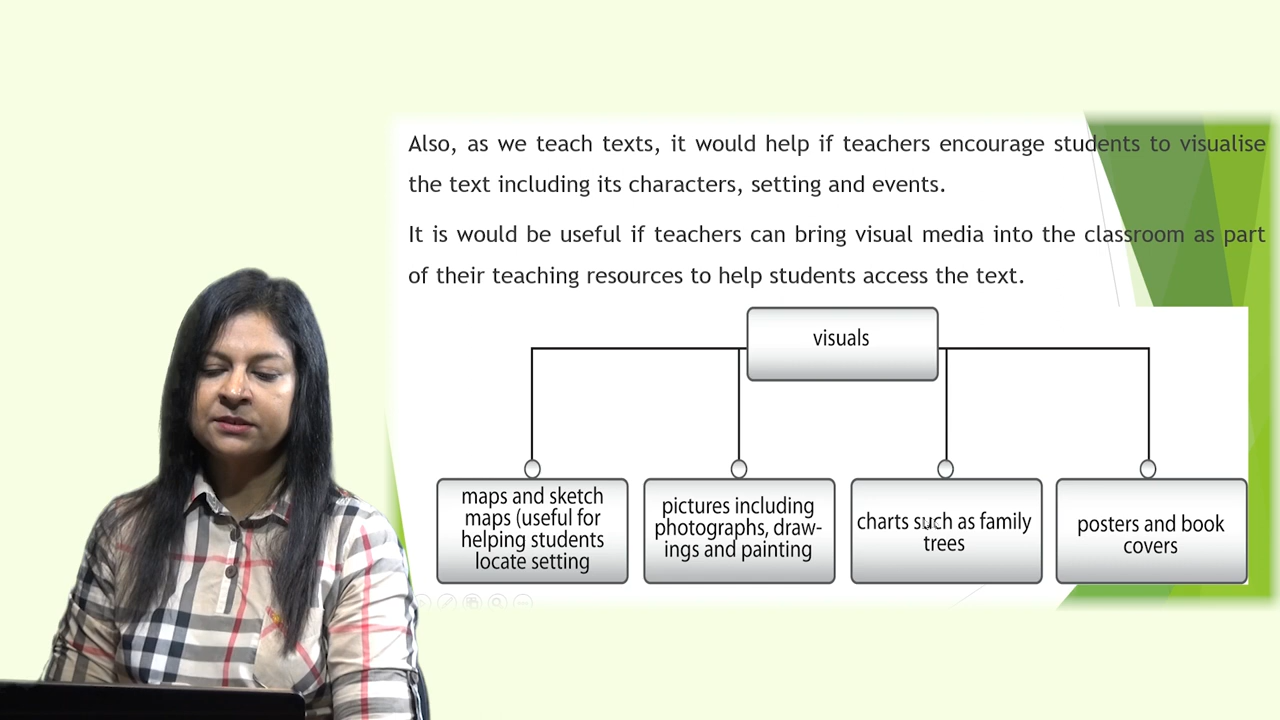 Also, as we teach texts, it would help if teachers encourage students to visualise
the text including its characters, setting and events.
It is would be useful if teachers can bring visual media into the classroom as part
of their teaching resources to help students access the text.
visuals
maps and sketch
maps (useful for
helping students
locate setting
pictures including
photographs, draw-
ings and painting
charts such as family
trees
posters and book
covers